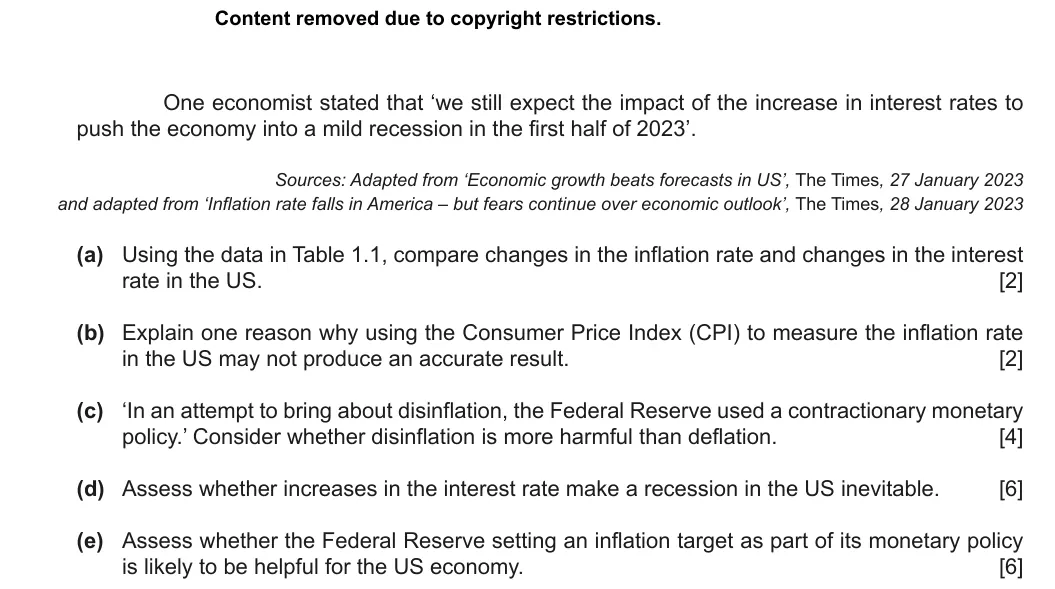 Content removed due to copyright restrictions.
One economist stated that ‘we still expect the impact of the increase in interest rates to
push the economy into a mild recession in the first half of 2023’.
Sources: Adapted from ‘Economic growth beats forecasts in US’, The Times, 27 January 2023
and adapted from ‘Inflation rate falls in America – but fears continue over economic outlook’, The Times, 28 January 2023
(a) Using the data in Table 1.1, compare changes in the inflation rate and changes in the interest
rate in the US. [2]
(b) Explain one reason why using the Consumer Price Index (CPI) to measure the inflation rate
in the US may not produce an accurate result. [2]
(c) ‘In an attempt to bring about disinflation, the Federal Reserve used a contractionary monetary
policy.’ Consider whether disinflation is more harmful than deflation. [4]
(d) Assess whether increases in the interest rate make a recession in the US inevitable. [6]
(e) Assess whether the Federal Reserve setting an inflation target as part of its monetary policy
is likely to be helpful for the US economy. [6]